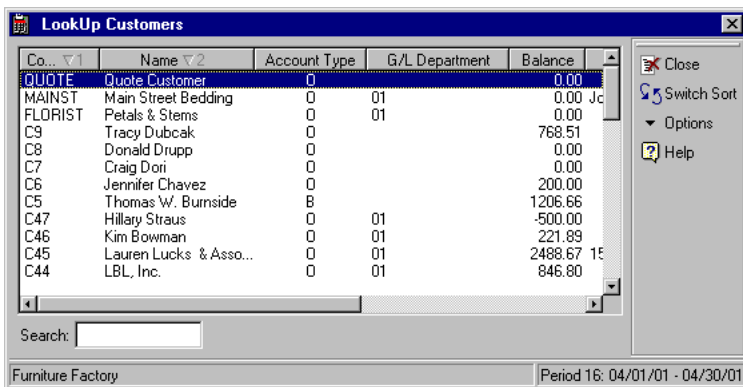 LookUp Customers
Co... 1 Name 2 Account Type G/L Department Balance
QUOTE Quote Customer O 0.00
MAINST Main Street Bedding O 01 0.00 Jo
FLORIST Petals & Stems O 01 0.00
C9 Tracy Dubcak O 768.51
C8 Donald Drupp O 0.00
C7 Craig Dori O 0.00
C6 Jennifer Chavez O 200.00
C5 Thomas W. Burnside B 1206.66
C47 Hillary Straus O 01 -500.00
C46 Kim Bowman O 01 221.89
C45 Lauren Lucks & Asso... O 01 2488.67 15
C44 LBL, Inc. O 01 846.80
Close
Switch Sort
Options
Help
Search:
Furniture Factory
Period 16: 04/01/01 - 04/30/01